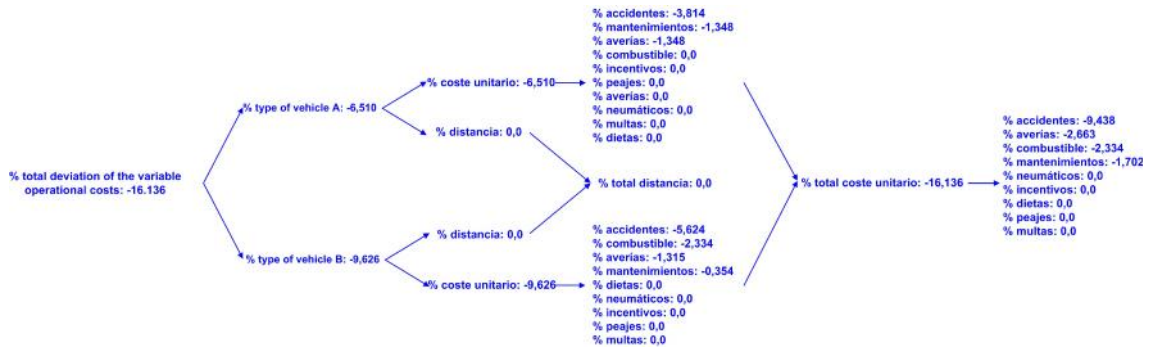 % total deviation of the variable
operational costs: -16.136
% type of vehicle A: -6,510
% type of vehicle B: -9,626
% coste unitario: -6,510
% distancia: 0,0
% distancia: 0,0
% coste unitario: -9,626
% accidentes: -3,814
% mantenimientos: -1,348
% averías: -1,348
% combustible: 0,0
% incentivos: 0,0
% peajes: 0,0
% averías: 0,0
% neumáticos: 0,0
% multas: 0,0
% dietas: 0,0
% total distancia: 0,0
% accidentes: -5,624
% combustible: -2,334
% averías: -1,315
% mantenimientos: -0,354
% dietas: 0,0
% neumáticos: 0,0
% incentivos: 0,0
% peajes: 0,0
% multas: 0,0
% total coste unitario: -16,136
% accidentes: -9,438
% averías: -2,663
% combustible: -2,334
% mantenimientos: -1,702
% neumáticos: 0,0
% incentivos: 0,0
% dietas: 0,0
% peajes: 0,0
% multas: 0,0